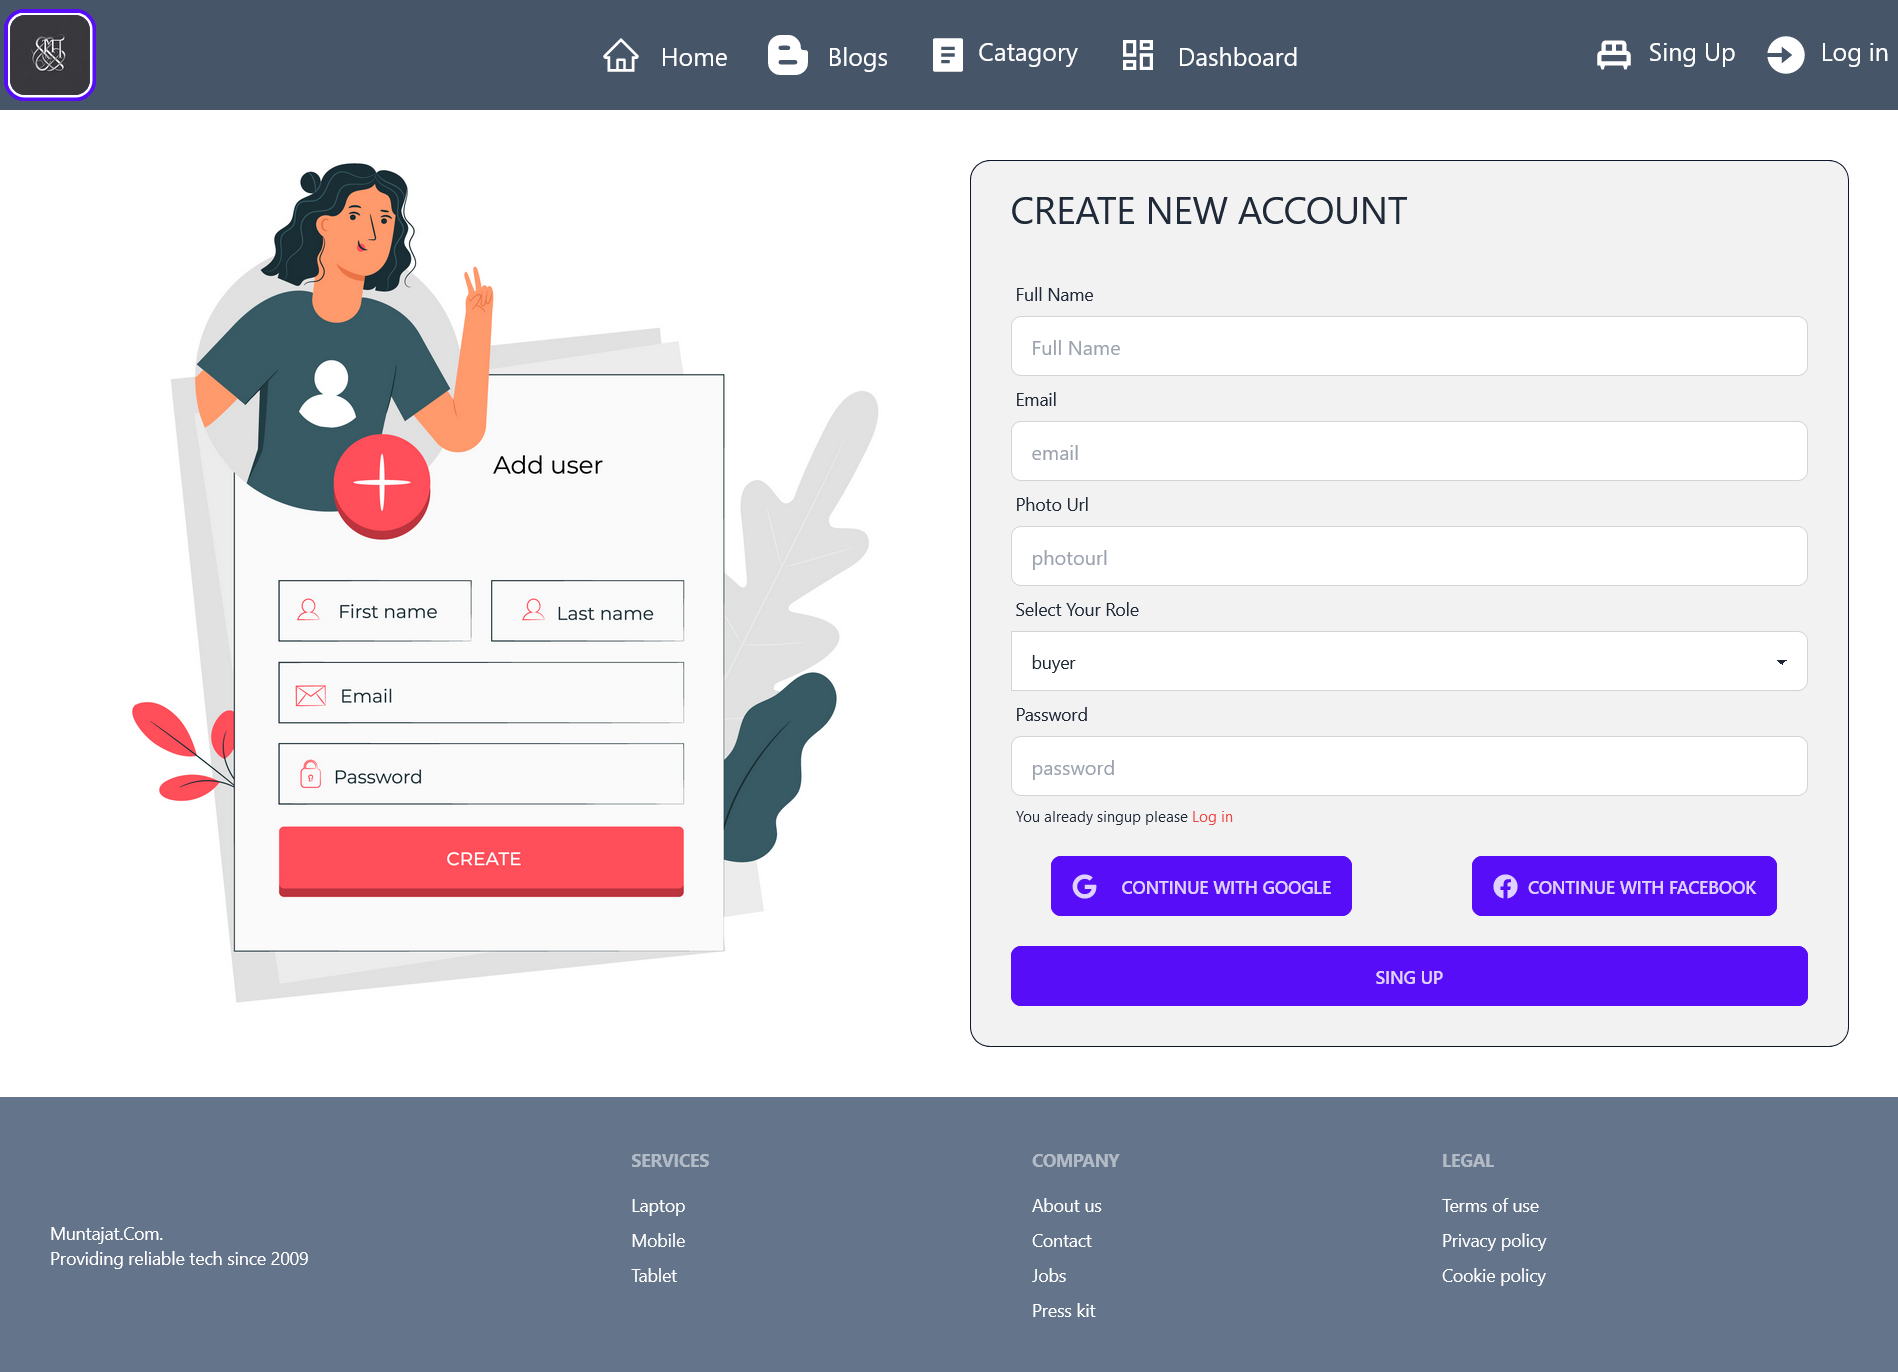 Home
Blogs
Catagory
Dashboard
Sing Up
Log in
Add user
First name
Last name
Email
Password
CREATE
CREATE NEW ACCOUNT
Full Name
Full Name
Email
email
Photo Url
photourl
Select Your Role
buyer
Password
password
You already singup please Log in
CONTINUE WITH GOOGLE
CONTINUE WITH FACEBOOK
SING UP
Muntajat.Com.
Providing reliable tech since 2009
SERVICES
Laptop
Mobile
Tablet
COMPANY
About us
Contact
Jobs
Press kit
LEGAL
Terms of use
Privacy policy
Cookie policy